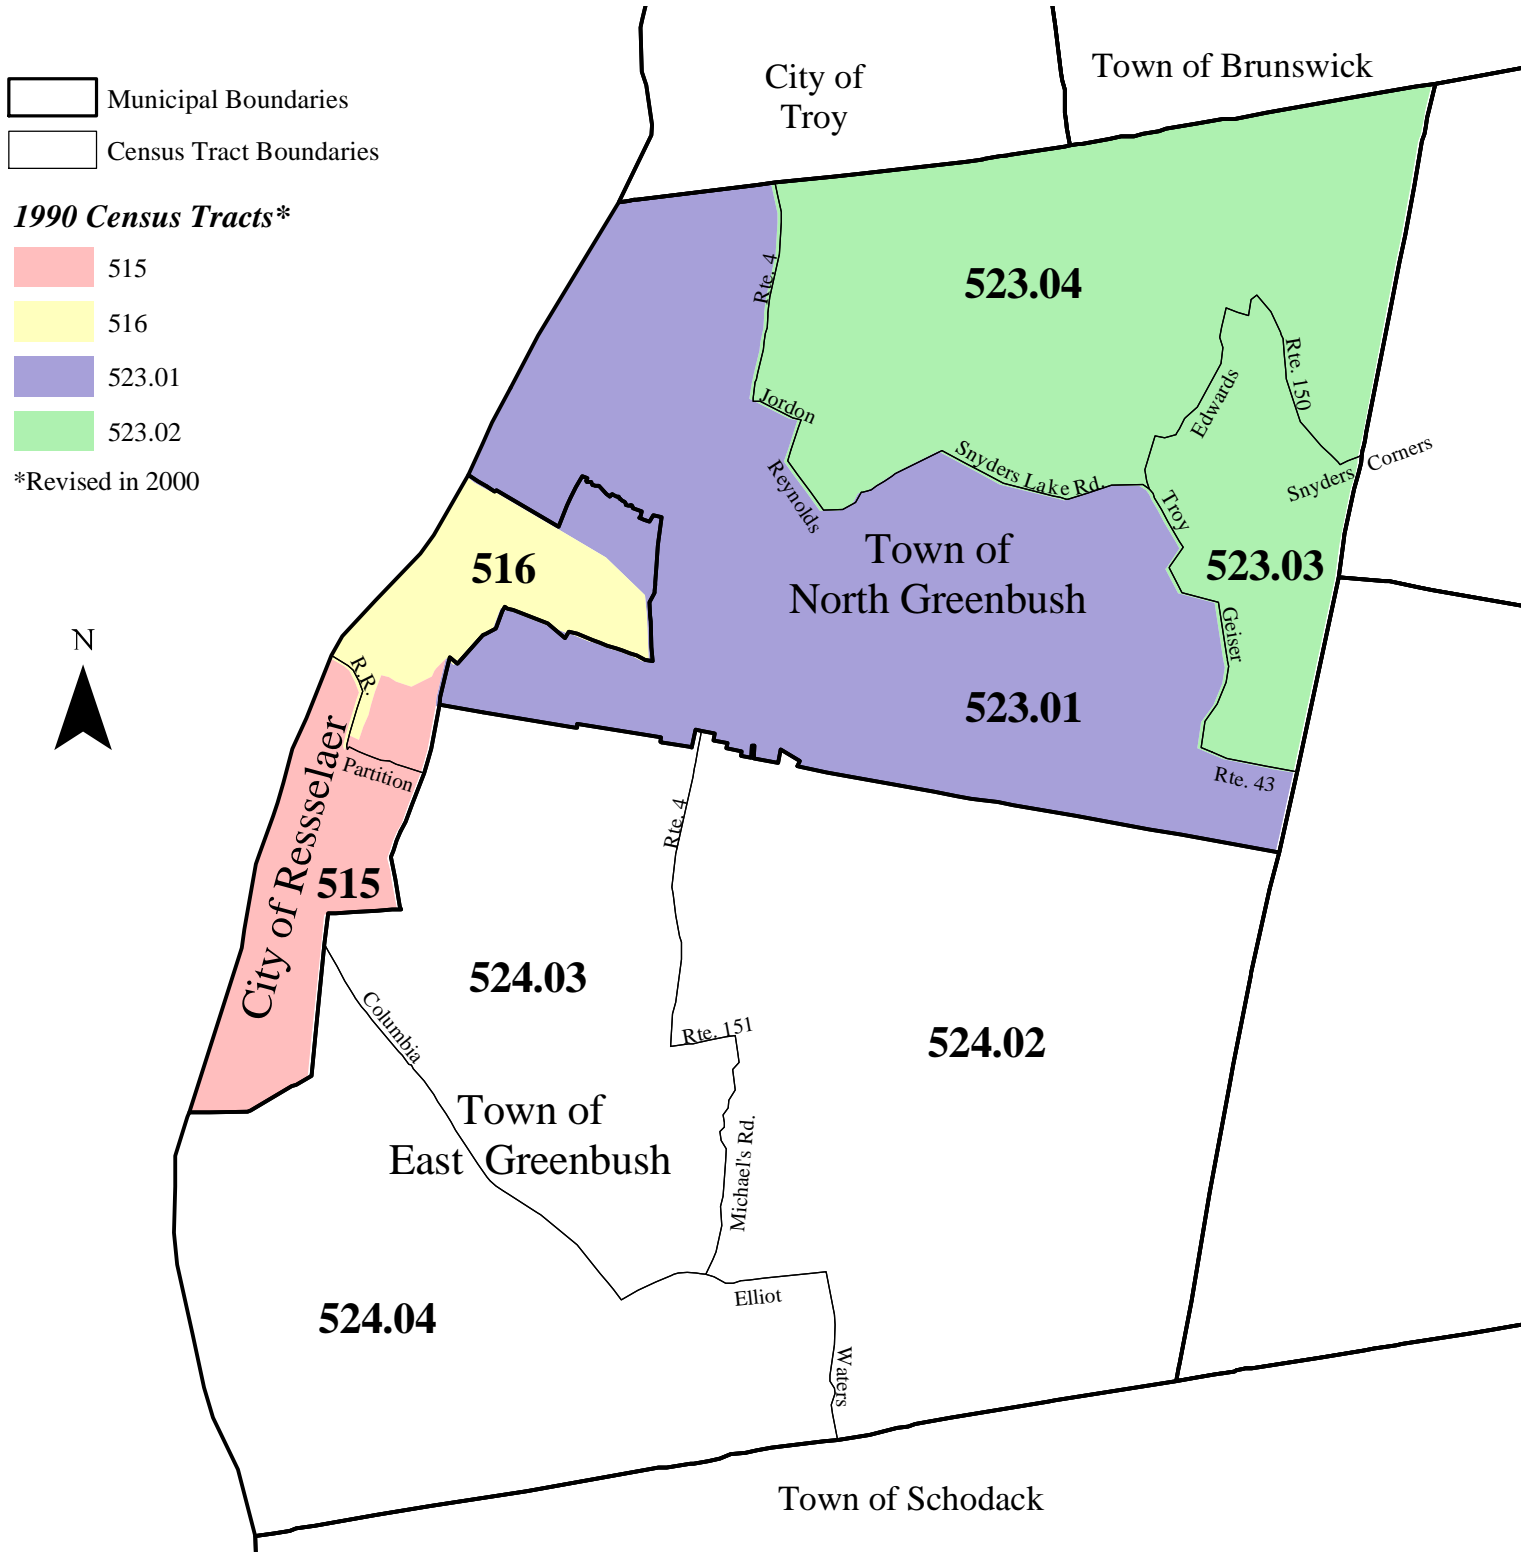 City of
Troy
Town of Brunswick
Municipal Boundaries
Census Tract Boundaries
1990 Census Tracts*
515
516
523.01
523.02
*Revised in 2000
N
523.04
Rte. 4
Jordon
Reynolds
Snyders Lake Rd.
Edwards
Rte. 150
Snyders Corners
Troy
Town of
North Greenbush
523.03
Geiser
516
523.01
Rte. 43
R.R.
Partition
City of Ressselaer
515
Rte. 4
524.03
524.02
Rte. 151
Columbia
Town of
East Greenbush
Michael's Rd.
Elliot
524.04
Waters
Town of Schodack